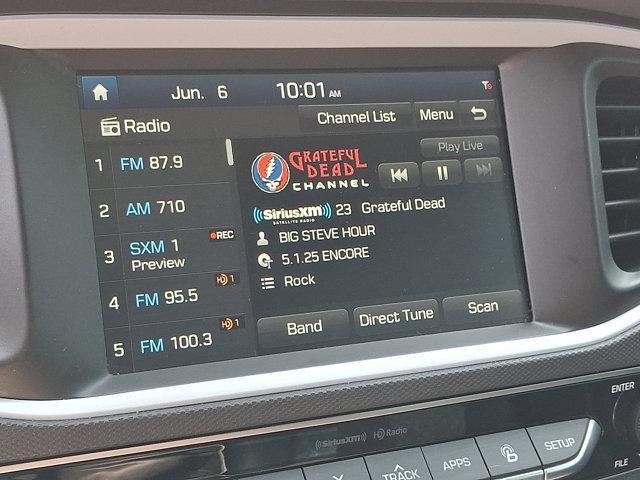 Jun. 6 10:01 AM
Radio Channel List Menu
1 FM 87.9
2 AM 710
3 SXM 1 REC
Preview
4 FM 95.5 HD 1
5 FM 100.3 HD 1
Play Live
GRATEFUL
DEAD
CHANNEL
((SiriusXM)) 23 Grateful Dead
SATELLITE RADIO
BIG STEVE HOUR
5.1.25 ENCORE
Rock
Band Direct Tune Scan
((SiriusXM)) HD Radio
ENTER
TRACK APPS SETUP
FILE